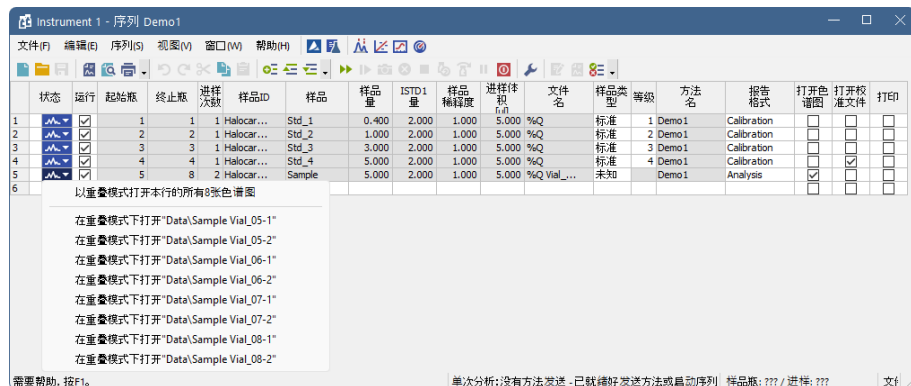 Instrument 1 - 序列 Demo1
文件(F) 编辑(E) 序列(S) 视图(V) 窗口(W) 帮助(H)
状态 运行 起始瓶 终止瓶 进样次数 样品ID 样品 样品量 ISTD1量 样品稀释度 进样体积[µl] 文件名 样品类型 等级 方法名 报告格式 打开色谱图 打开校准文件 打印
1 1 1 1 Halocar... Std_1 0.400 2.000 1.000 5.000 %Q 标准 1 Demo1 Calibration
2 2 2 1 Halocar... Std_2 1.000 2.000 1.000 5.000 %Q 标准 2 Demo1 Calibration
3 3 3 1 Halocar... Std_3 3.000 2.000 1.000 5.000 %Q 标准 3 Demo1 Calibration
4 4 4 1 Halocar... Std_4 5.000 2.000 1.000 5.000 %Q 标准 4 Demo1 Calibration
5 5 8 2 Halocar... Sample 5.000 2.000 1.000 5.000 %Q Vial_... 未知 Demo1 Analysis
6
以重叠模式打开本行的所有8张色谱图
在重叠模式下打开"Data\Sample Vial_05-1"
在重叠模式下打开"Data\Sample Vial_05-2"
在重叠模式下打开"Data\Sample Vial_06-1"
在重叠模式下打开"Data\Sample Vial_06-2"
在重叠模式下打开"Data\Sample Vial_07-1"
在重叠模式下打开"Data\Sample Vial_07-2"
在重叠模式下打开"Data\Sample Vial_08-1"
在重叠模式下打开"Data\Sample Vial_08-2"
需要帮助, 按F1。 单次分析:没有方法发送 - 已就绪好发送方法或启动序列 样品瓶: ??? / 进样: ???